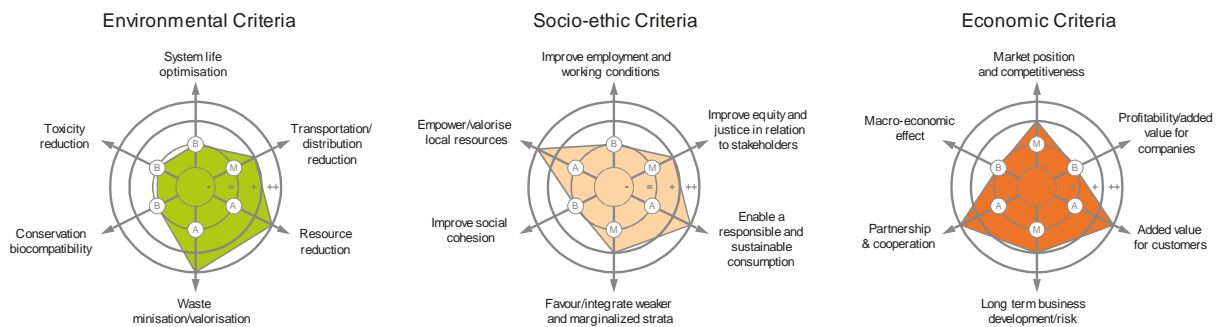 Environmental Criteria
System life
optimisation
Toxicity
reduction
Transportation/
distribution
reduction
B
B
M
- = + ++
B
A
A
Conservation
biocompatibility
Resource
reduction
Waste
minisation/valorisation
Socio-ethic Criteria
Improve employment and
working conditions
Empower/valorise
local resources
Improve equity and
justice in relation
to stakeholders
B
A
M
- = + ++
B
A
M
Improve social
cohesion
Enable a
responsible and
sustainable
consumption
Favour/integrate weaker
and marginalized strata
Economic Criteria
Market position
and competitiveness
Macro-economic
effect
Profitability/added
value for
companies
M
B
B
- = + ++
A
A
M
Partnership
& cooperation
Added value
for customers
Long term business
development/risk